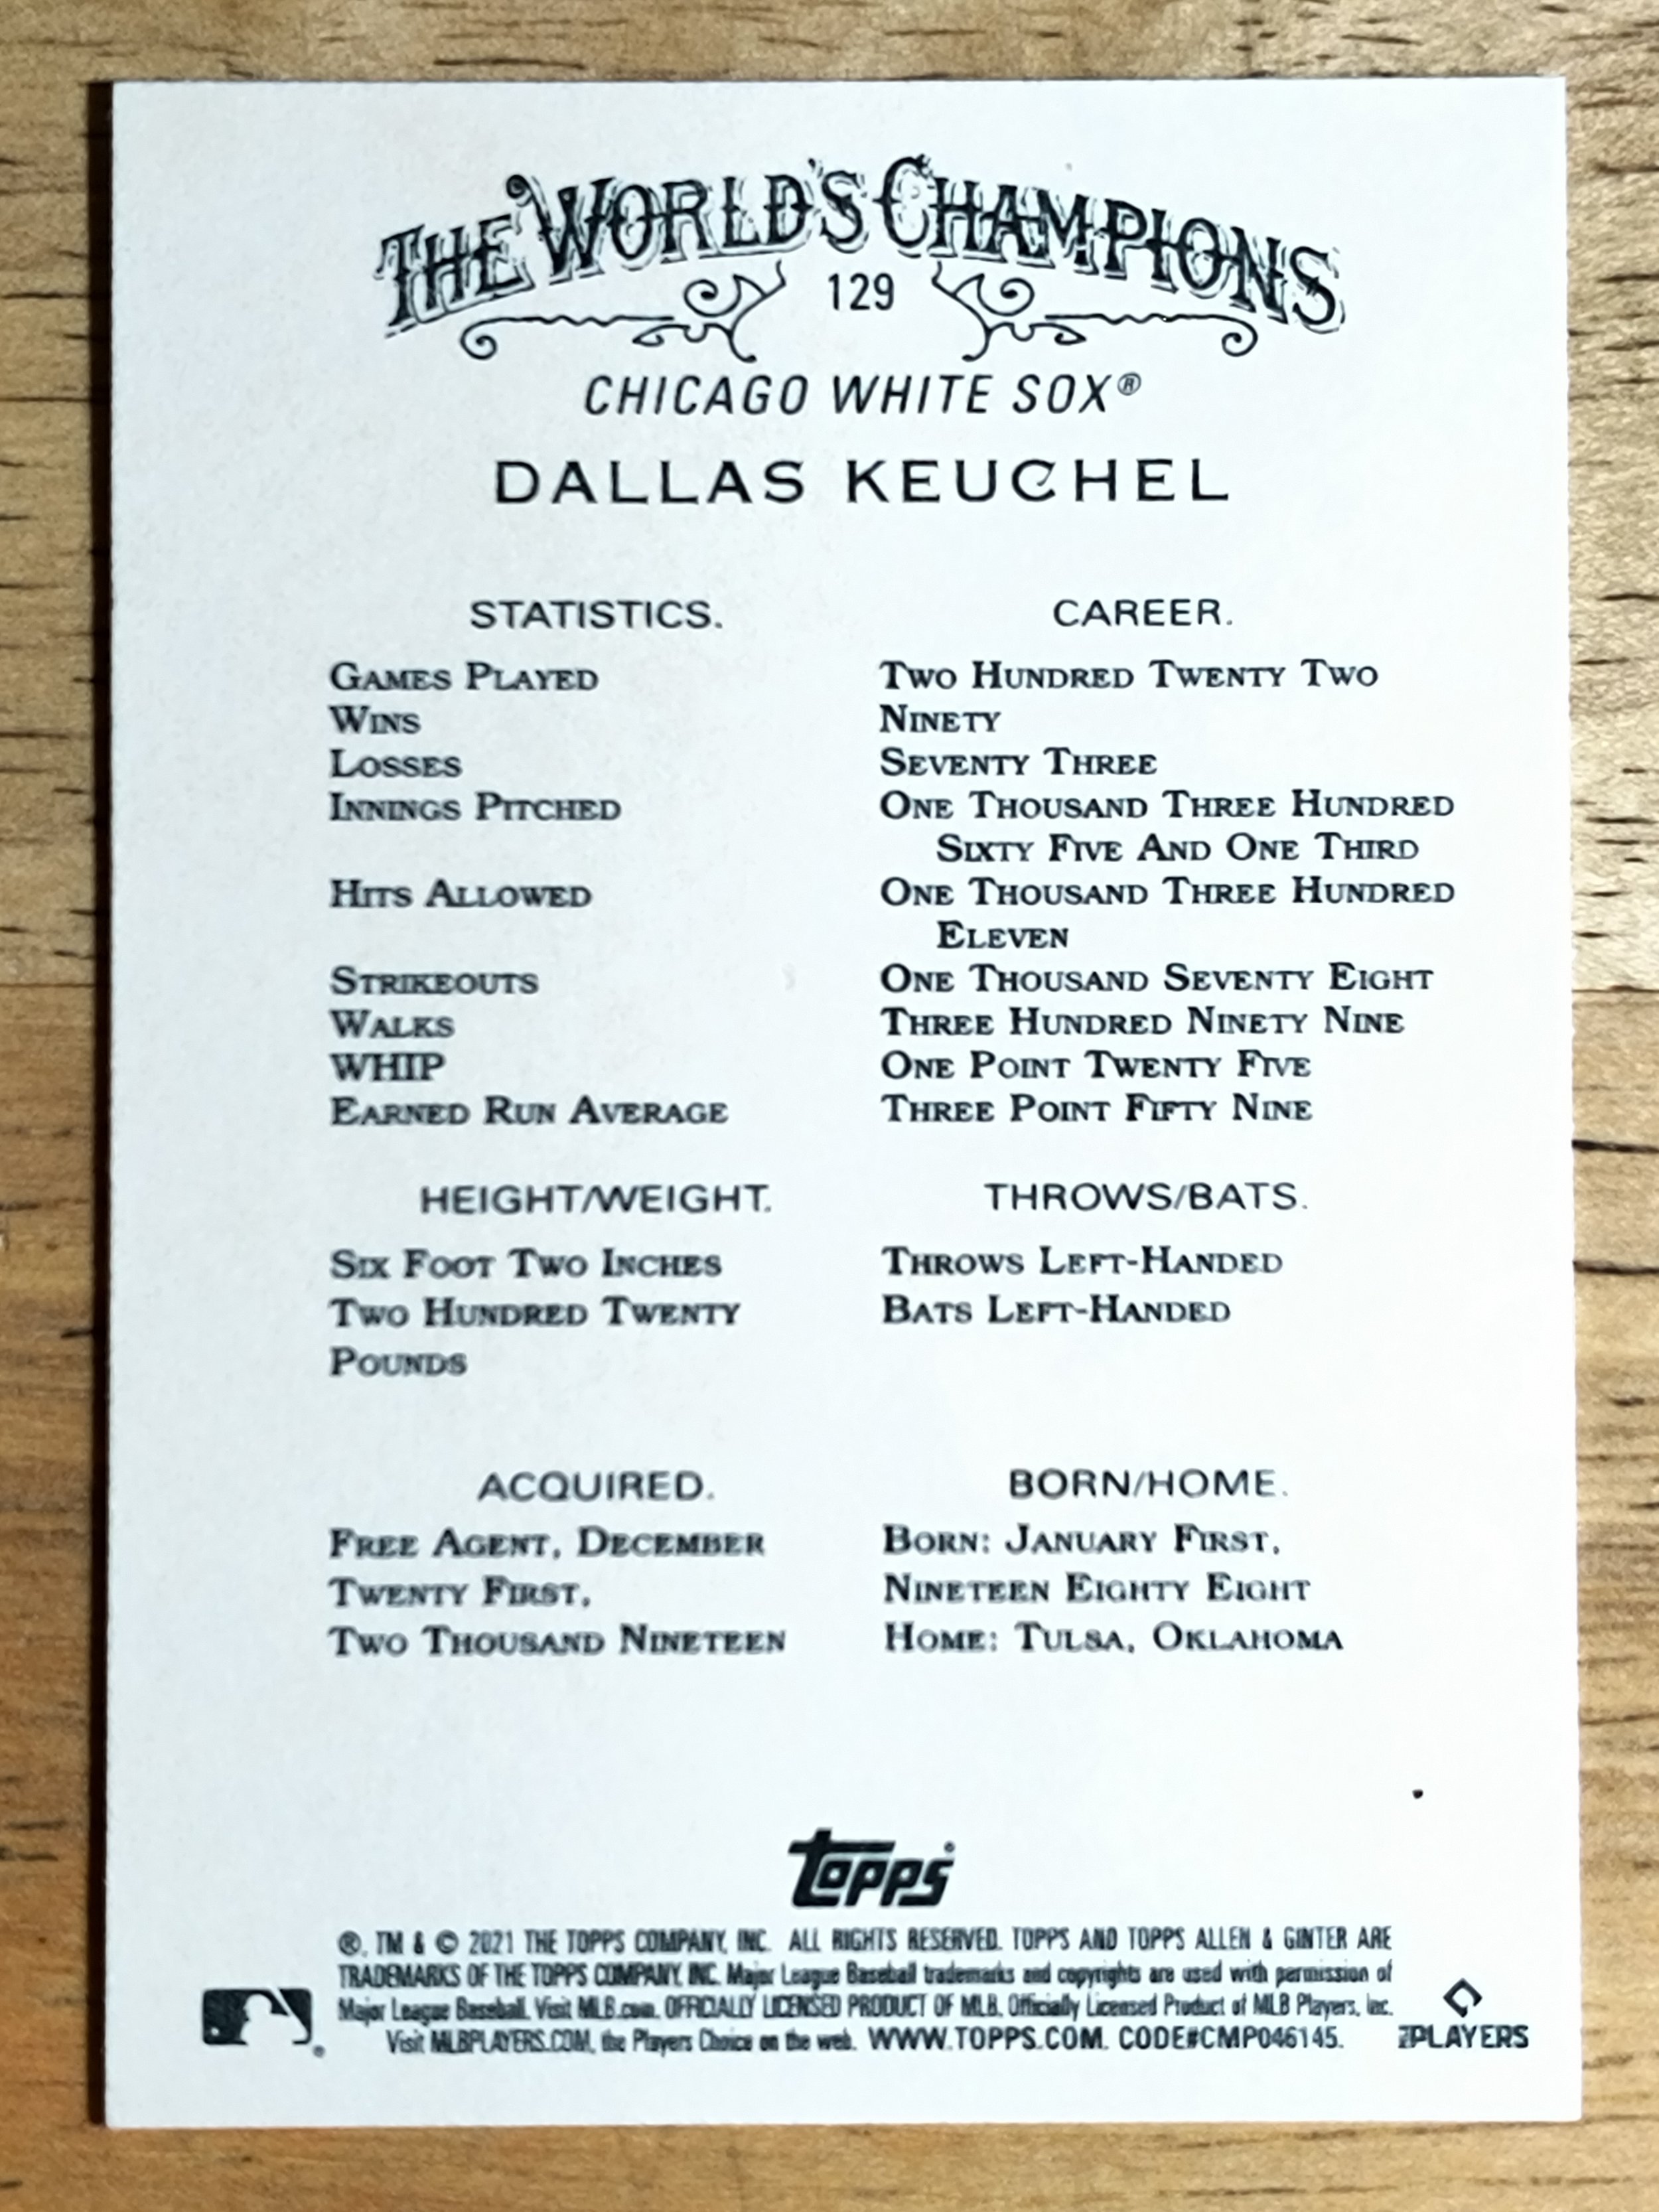 THE WORLD'S CHAMPIONS
129
CHICAGO WHITE SOX®
DALLAS KEUCHEL
STATISTICS. CAREER.
GAMES PLAYED TWO HUNDRED TWENTY TWO
WINS NINETY
LOSSES SEVENTY THREE
INNINGS PITCHED ONE THOUSAND THREE HUNDRED
SIXTY FIVE AND ONE THIRD
HITS ALLOWED ONE THOUSAND THREE HUNDRED
ELEVEN
STRIKEOUTS ONE THOUSAND SEVENTY EIGHT
WALKS THREE HUNDRED NINETY NINE
WHIP ONE POINT TWENTY FIVE
EARNED RUN AVERAGE THREE POINT FIFTY NINE
HEIGHT/WEIGHT.
SIX FOOT TWO INCHES
TWO HUNDRED TWENTY
POUNDS
THROWS/BATS.
THROWS LEFT-HANDED
BATS LEFT-HANDED
ACQUIRED.
FREE AGENT, DECEMBER
TWENTY FIRST,
TWO THOUSAND NINETEEN
BORN/HOME.
BORN: JANUARY FIRST,
NINETEEN EIGHTY EIGHT
HOME: TULSA, OKLAHOMA
Topps®
®, TM & © 2021 THE TOPPS COMPANY, INC. ALL RIGHTS RESERVED. TOPPS AND TOPPS ALLEN & GINTER ARE
TRADEMARKS OF THE TOPPS COMPANY, INC. Major League Baseball trademarks and copyrights are used with permission of
Major League Baseball. Visit MLB.com. OFFICIALLY LICENSED PRODUCT OF MLB. Officially Licensed Product of MLB Players, Inc.
Visit MLBPLAYERS.COM, the Players Choice on the web. WWW.TOPPS.COM. CODE#CMP046145.
PLAYERS